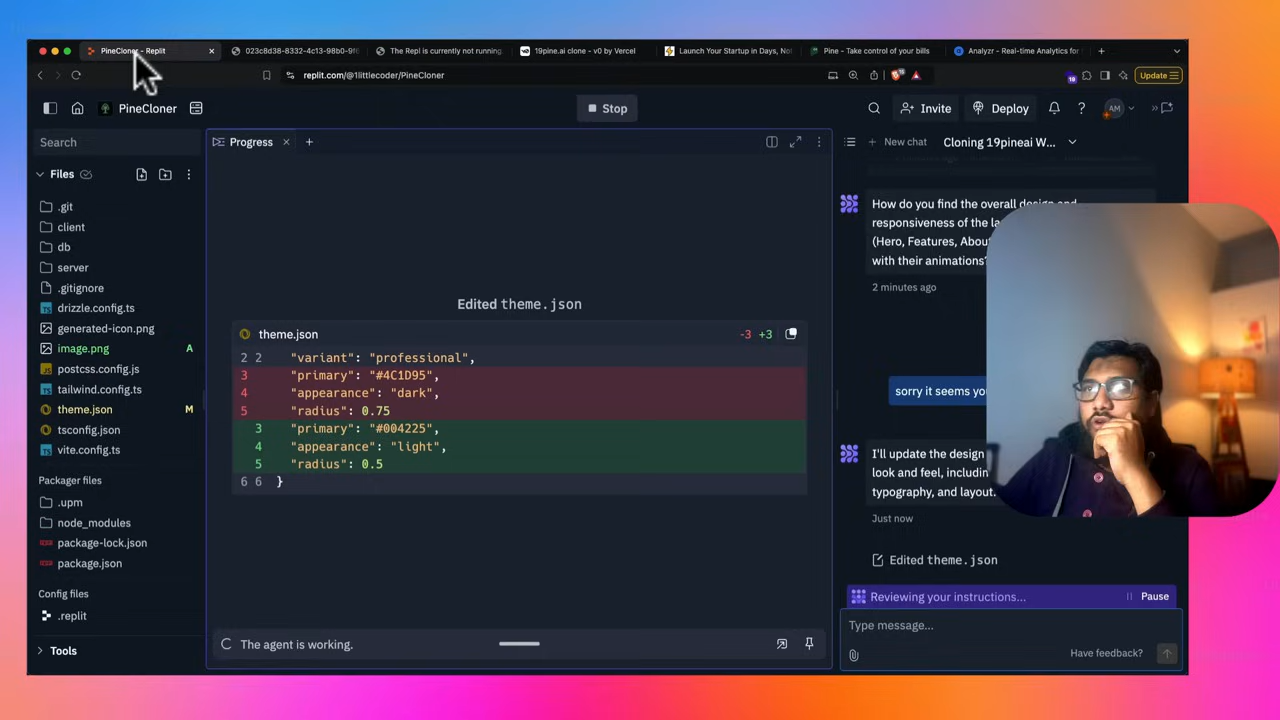 PineCloner - Replit
023c8d38-8332-4c13-98b0-9f6
The Repl is currently not running
19pine.ai clone - v0 by Vercel
Launch Your Startup in Days, Not
Pine - Take control of your bills
Analyzr - Real-time Analytics for
replit.com/@1littlecoder/PineCloner
Update
PineCloner
Stop
Invite
Deploy
AM
Search
Progress
New chat
Cloning 19pineai W...
Files
.git
client
db
server
.gitignore
drizzle.config.ts
generated-icon.png
image.png A
postcss.config.js
tailwind.config.ts
theme.json M
tsconfig.json
vite.config.ts
Packager files
.upm
node_modules
package-lock.json
package.json
Config files
.replit
Tools
Edited theme.json
theme.json -3 +3
2 2 "variant": "professional",
3 "primary": "#4C1D95",
4 "appearance": "dark",
5 "radius": 0.75
3 "primary": "#004225",
4 "appearance": "light",
5 "radius": 0.5
6 6 }
The agent is working.
How do you find the overall design and
responsiveness of the la
(Hero, Features, Abou
with their animations?
2 minutes ago
sorry it seems yo
I'll update the design
look and feel, including
typography, and layout.
Just now
Edited theme.json
Reviewing your instructions...
Pause
Type message...
Have feedback?